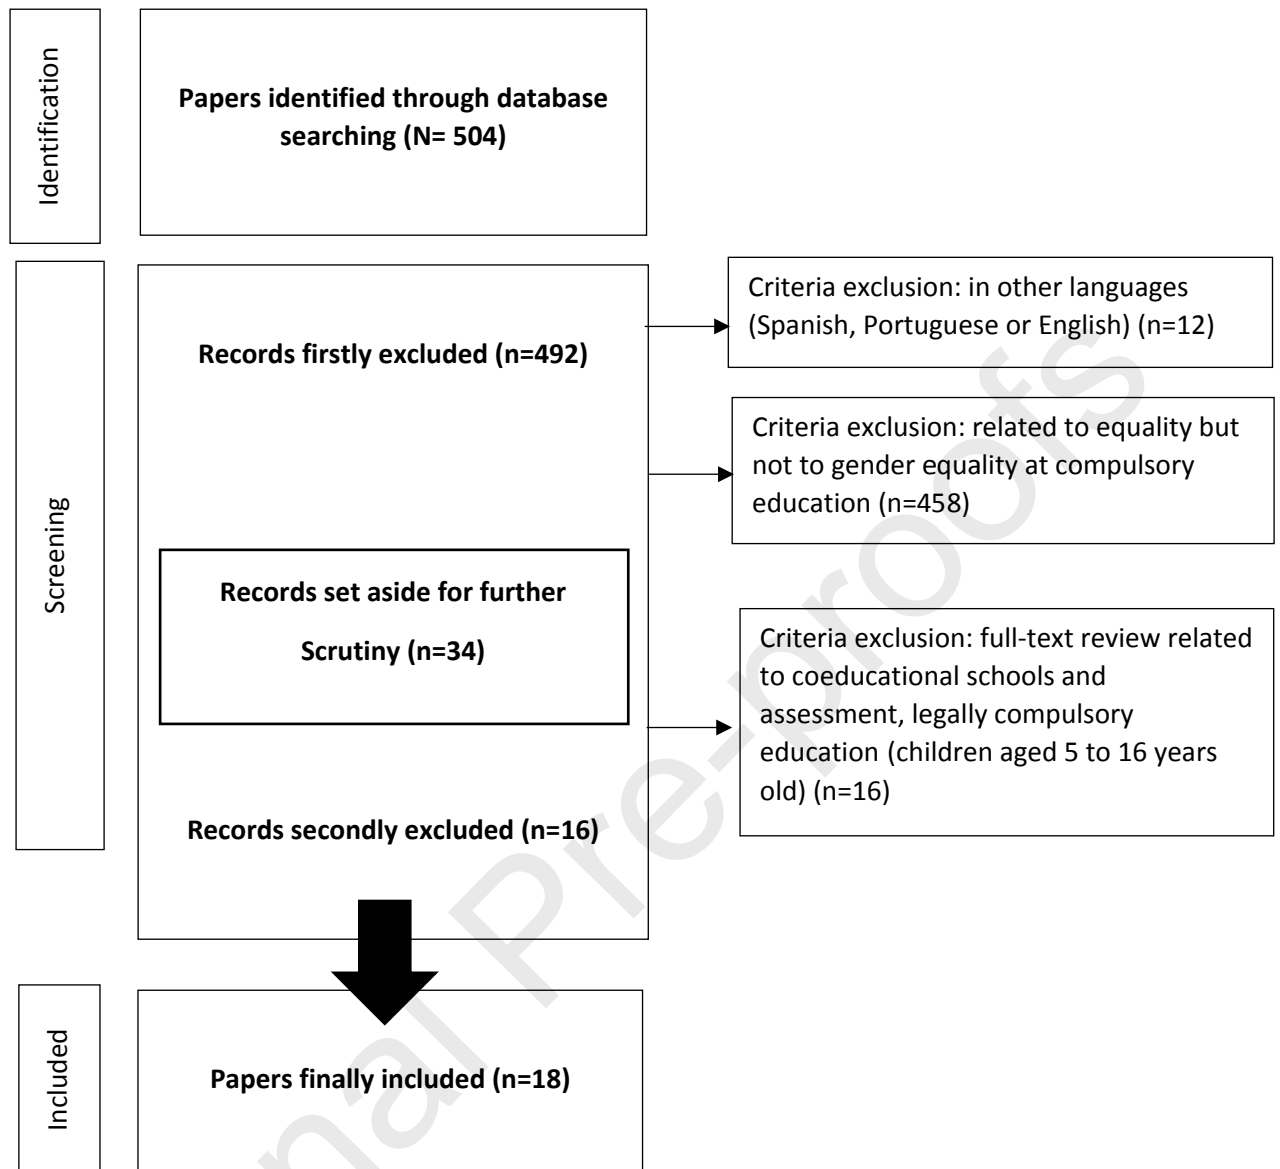 Identification
Papers identified through database
searching (N= 504)
Screening
Records firstly excluded (n=492)
Criteria exclusion: in other languages
(Spanish, Portuguese or English) (n=12)
Criteria exclusion: related to equality but
not to gender equality at compulsory
education (n=458)
Records set aside for further
Scrutiny (n=34)
Criteria exclusion: full-text review related
to coeducational schools and
assessment, legally compulsory
education (children aged 5 to 16 years
old) (n=16)
Records secondly excluded (n=16)
Included
Papers finally included (n=18)
nal Pre-proofs